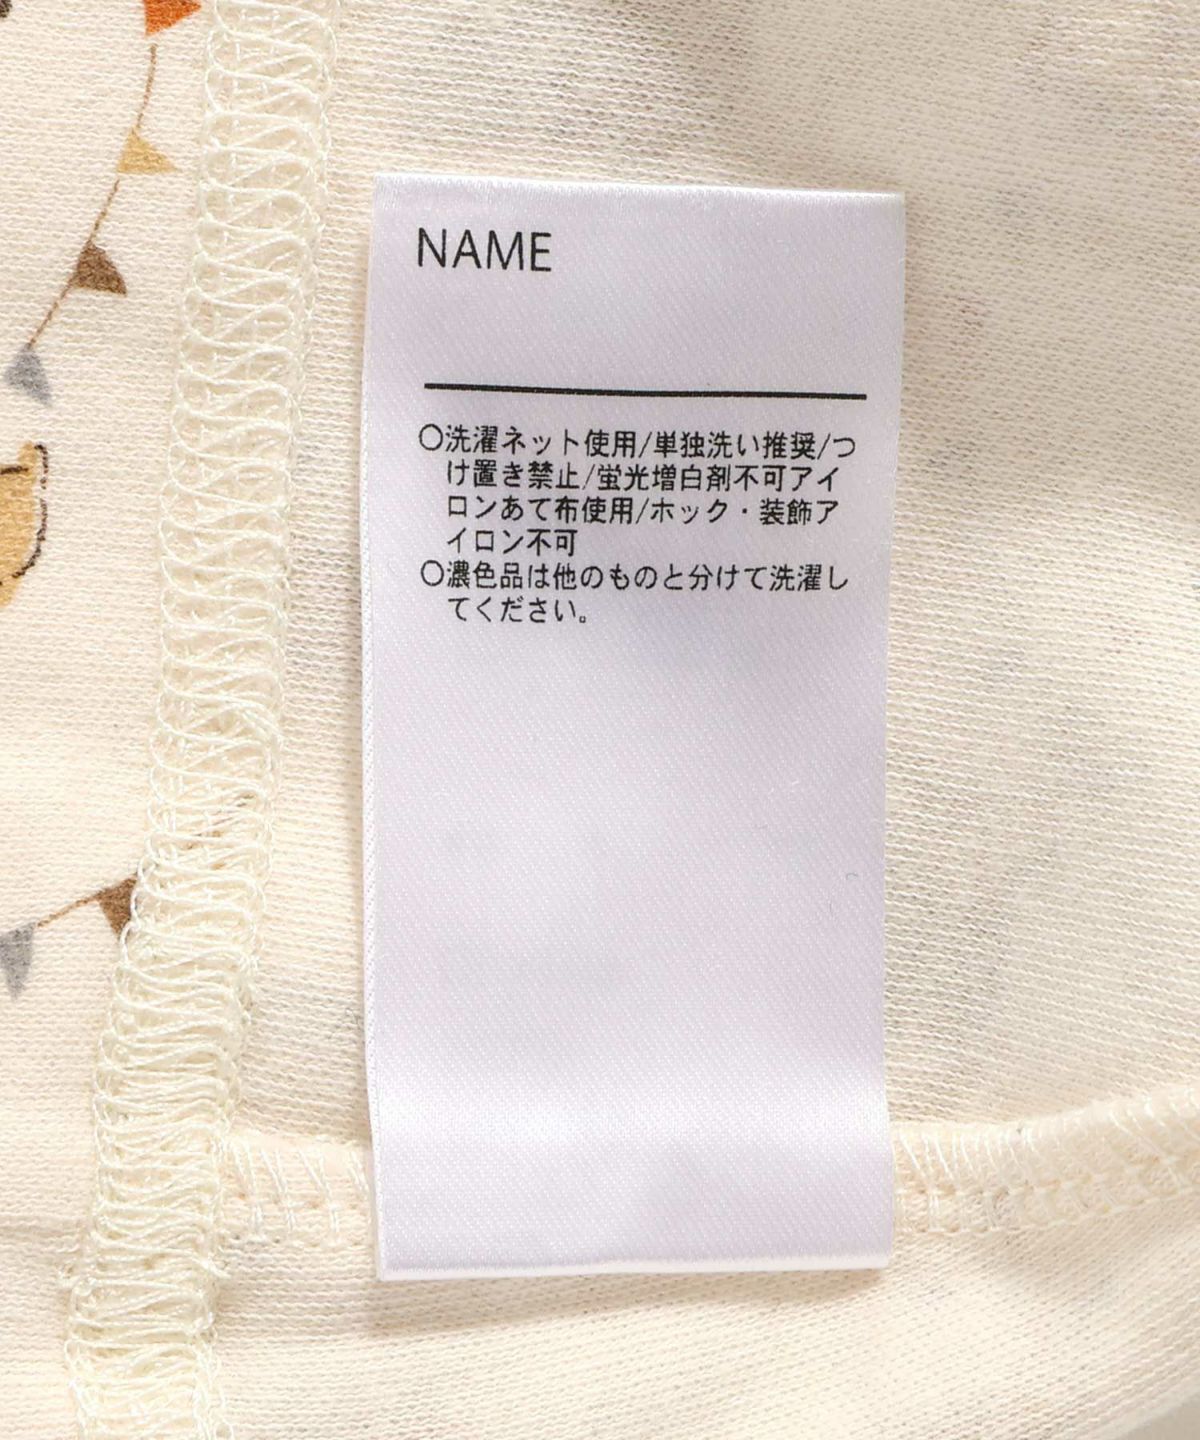 NAME
○洗濯ネット使用/単独洗い推奨/つ
け置き禁止/蛍光増白剤不可アイ
ロンあて布使用/ホック・装飾ア
イロン不可
○濃色品は他のものと分けて洗濯し
てください。